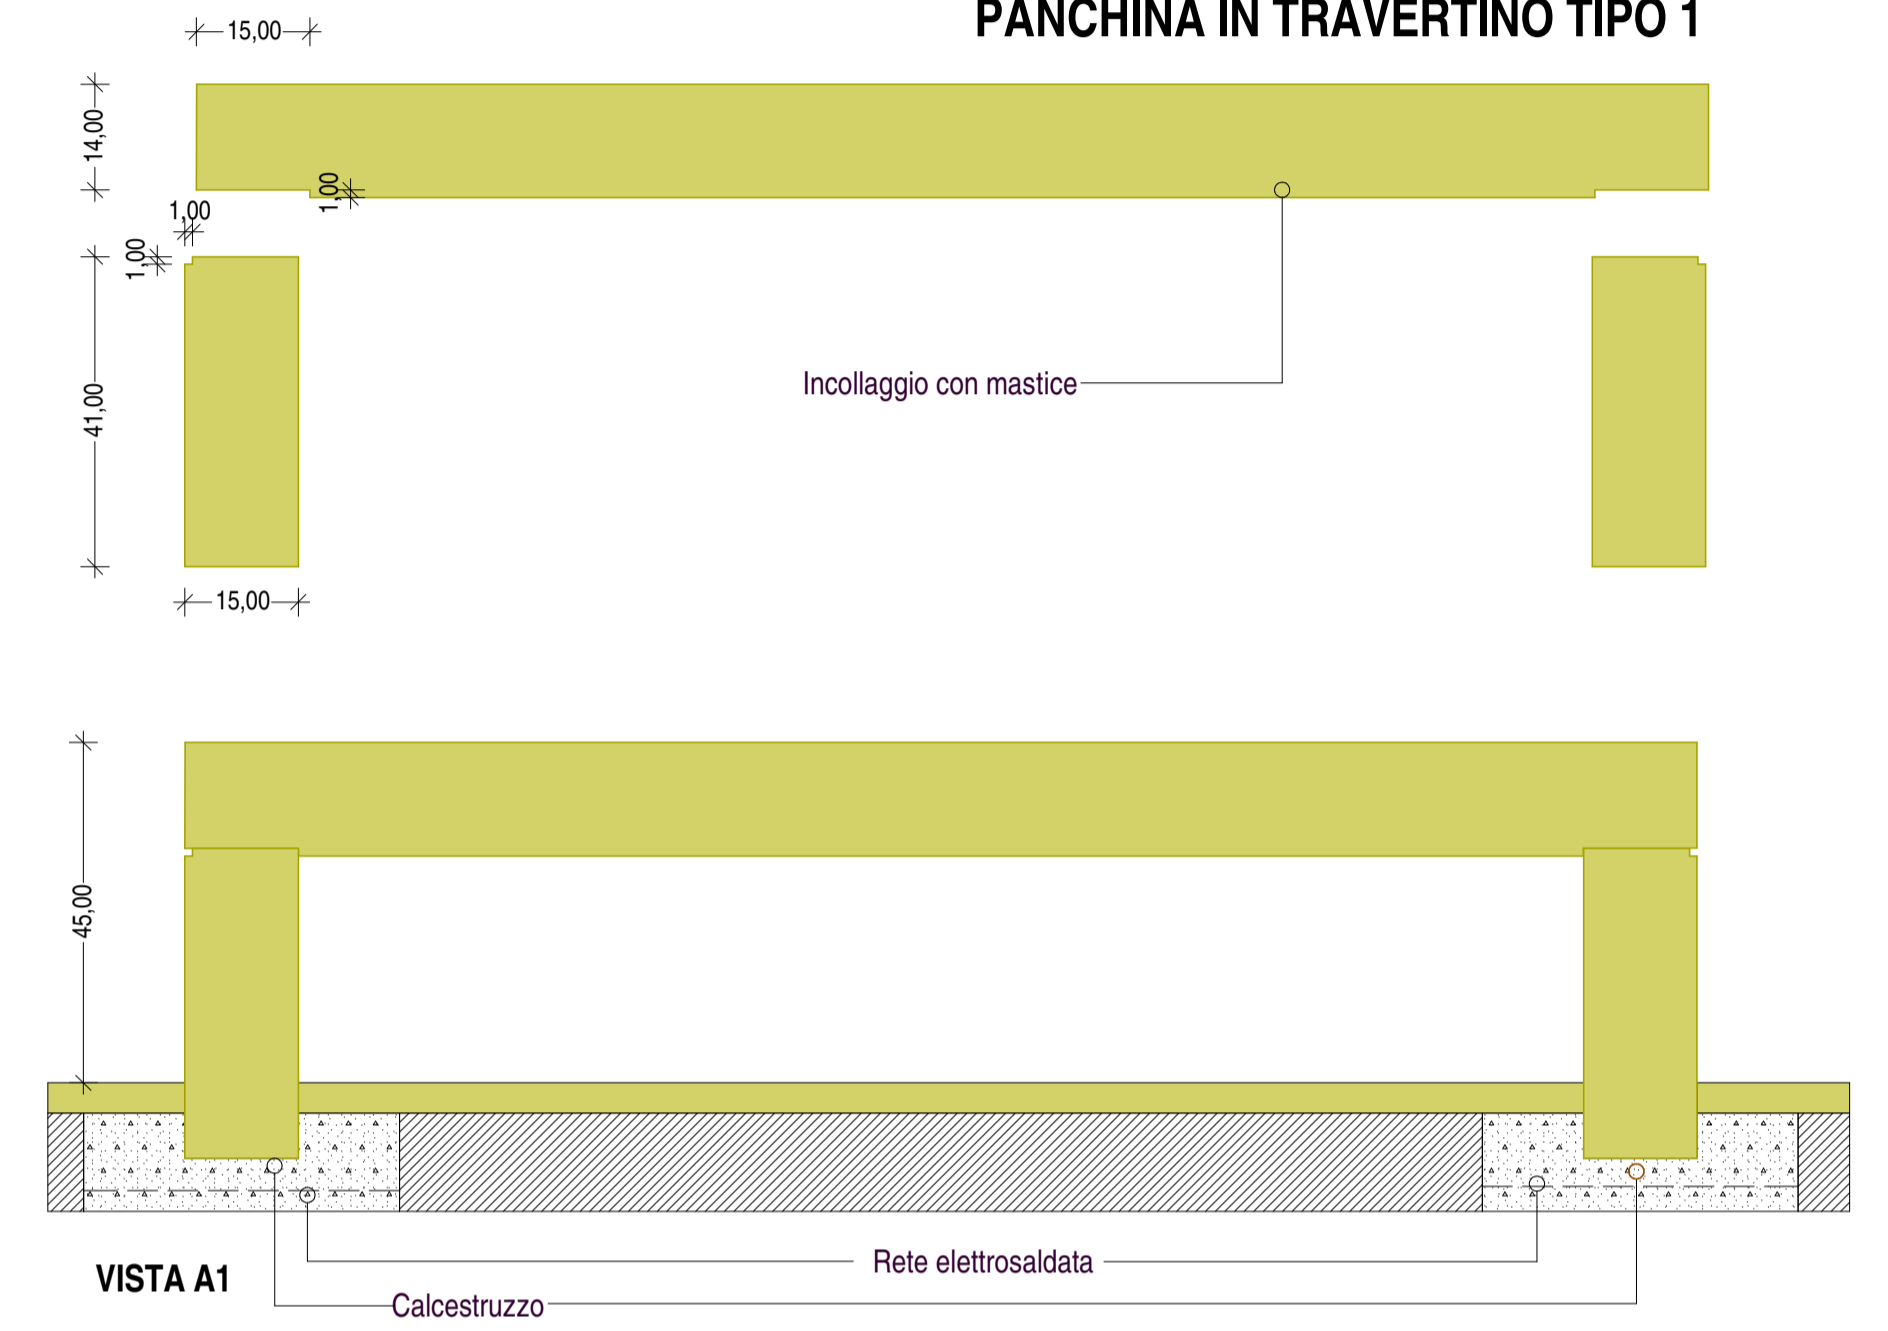 PANCHINA IN TRAVERTINO TIPO 1
15,00
14,00
1,00
1,00
1,00
41,00
Incollaggio con mastice
15,00
45,00
Rete elettrosaldata
VISTA A1
Calcestruzzo